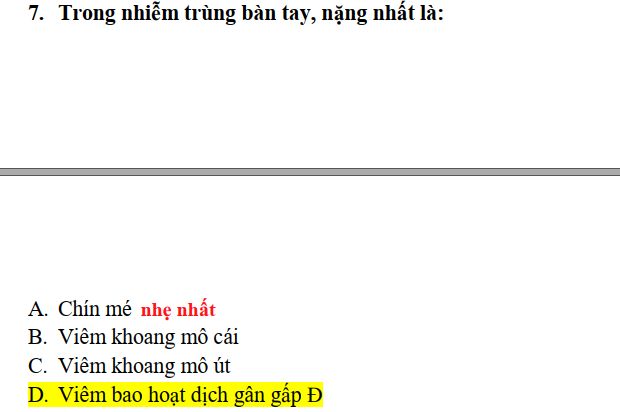 7. Trong nhiễm trùng bàn tay, nặng nhất là:
A. Chín mé nhẹ nhất
B. Viêm khoang mô cái
C. Viêm khoang mô út
D. Viêm bao hoạt dịch gân gấp Đ